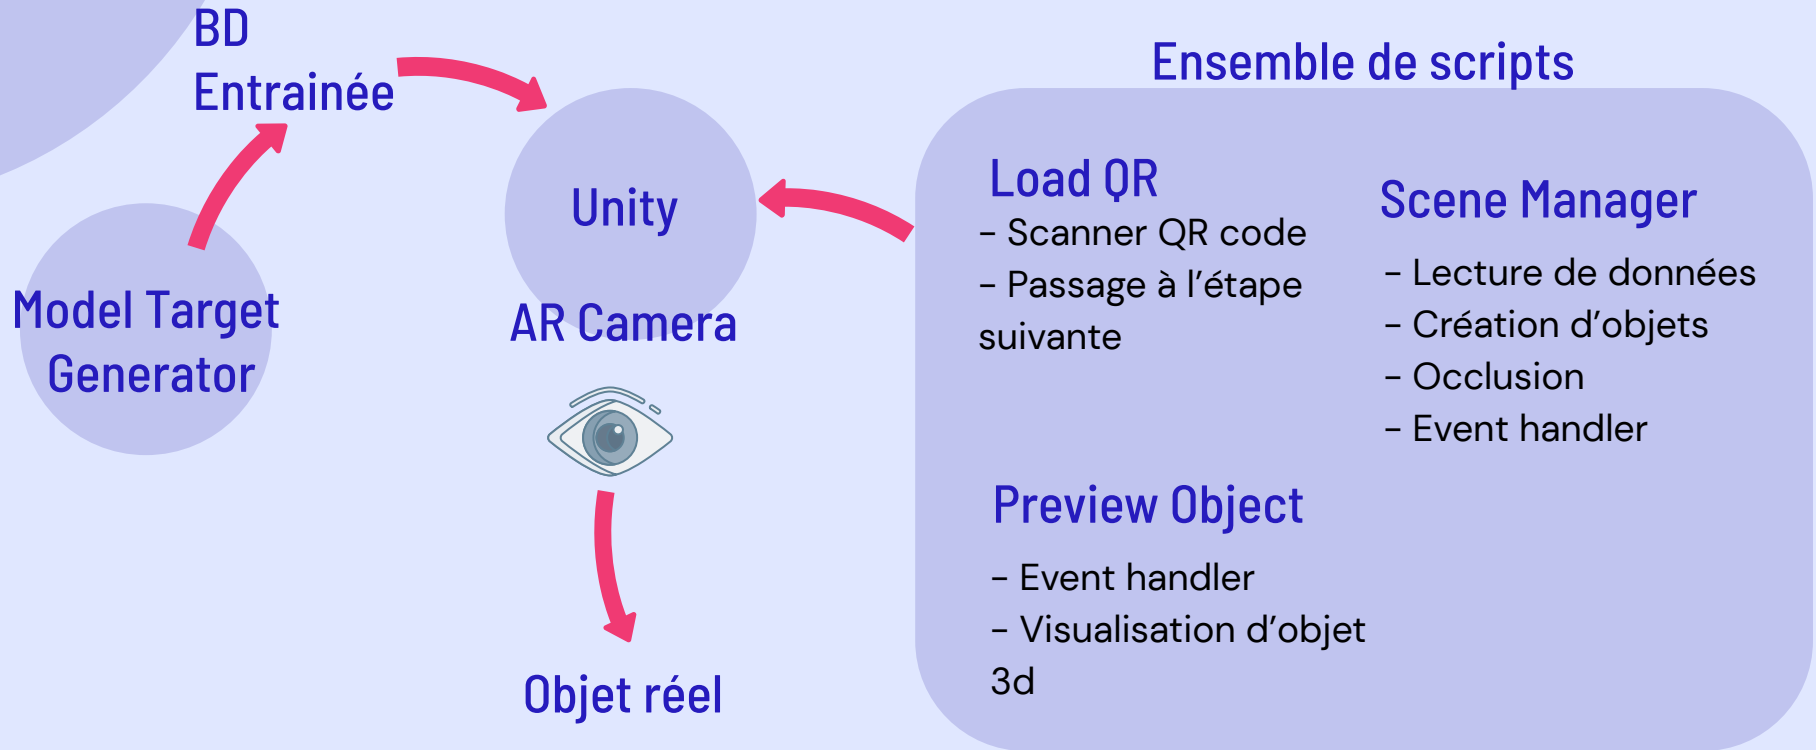 BD
Entrainée
Model Target
Generator
Unity
AR Camera
Objet réel
Ensemble de scripts
Load QR
- Scanner QR code
- Passage à l'étape
suivante
Scene Manager
- Lecture de données
- Création d'objets
- Occlusion
- Event handler
Preview Object
- Event handler
- Visualisation d'objet
3d